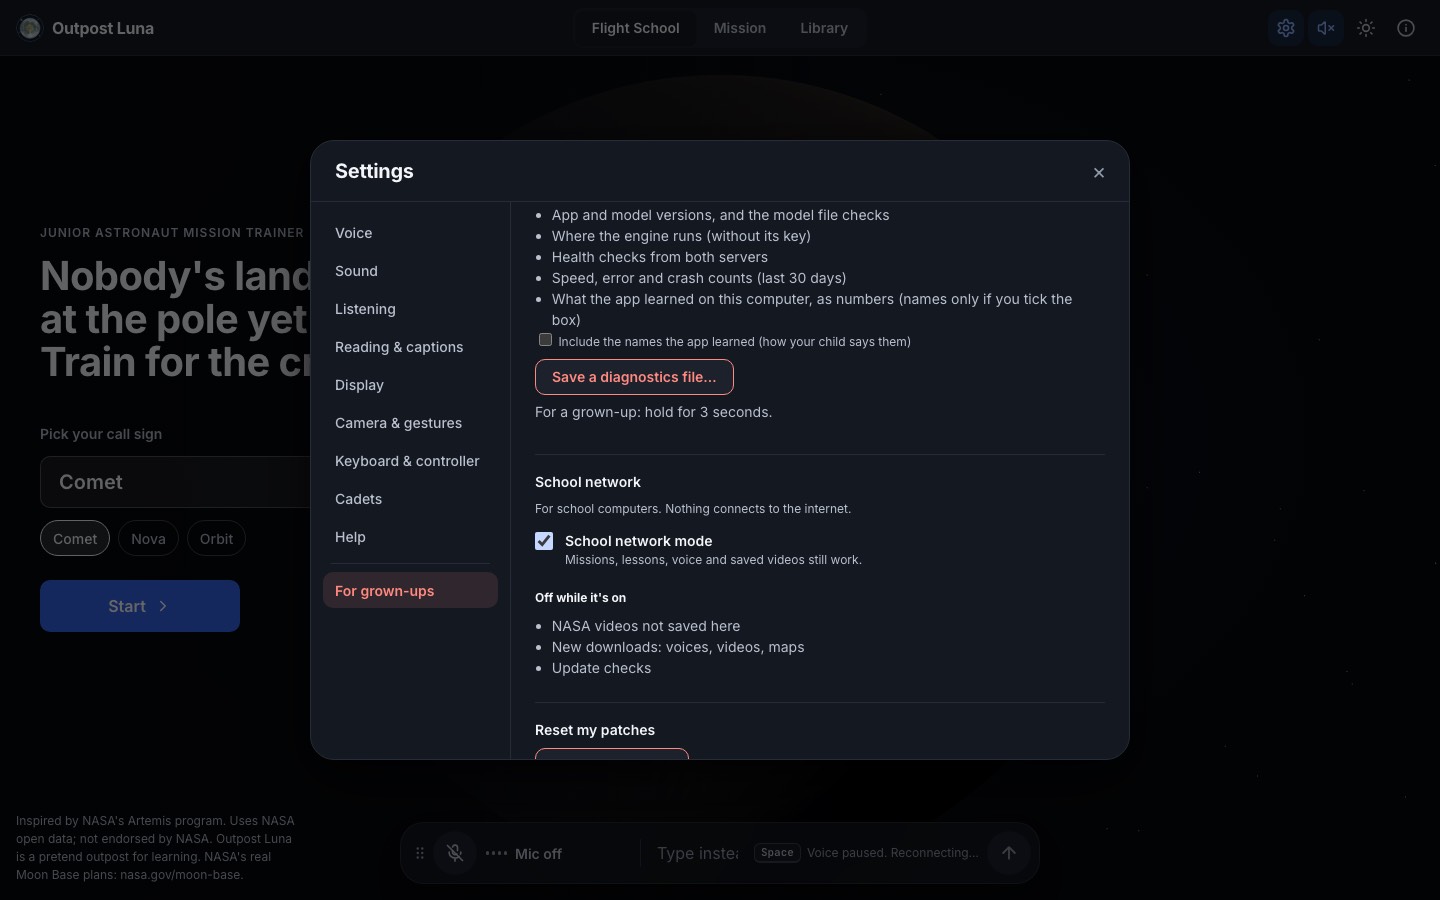 Outpost Luna
Flight School
Mission
Library
JUNIOR ASTRONAUT MISSION TRAINER
Nobody's land
at the pole yet
Train for the cr
Pick your call sign
Comet
Comet
Nova
Orbit
Start
Settings
Voice
Sound
Listening
Reading & captions
Display
Camera & gestures
Keyboard & controller
Cadets
Help
For grown-ups
App and model versions, and the model file checks
Where the engine runs (without its key)
Health checks from both servers
Speed, error and crash counts (last 30 days)
What the app learned on this computer, as numbers (names only if you tick the
box)
Include the names the app learned (how your child says them)
Save a diagnostics file...
For a grown-up: hold for 3 seconds.
School network
For school computers. Nothing connects to the internet.
School network mode
Missions, lessons, voice and saved videos still work.
Off while it's on
NASA videos not saved here
New downloads: voices, videos, maps
Update checks
Reset my patches
Inspired by NASA's Artemis program. Uses NASA
open data; not endorsed by NASA. Outpost Luna
is a pretend outpost for learning. NASA's real
Moon Base plans: nasa.gov/moon-base.
Mic off
Type instea
Space
Voice paused. Reconnecting...